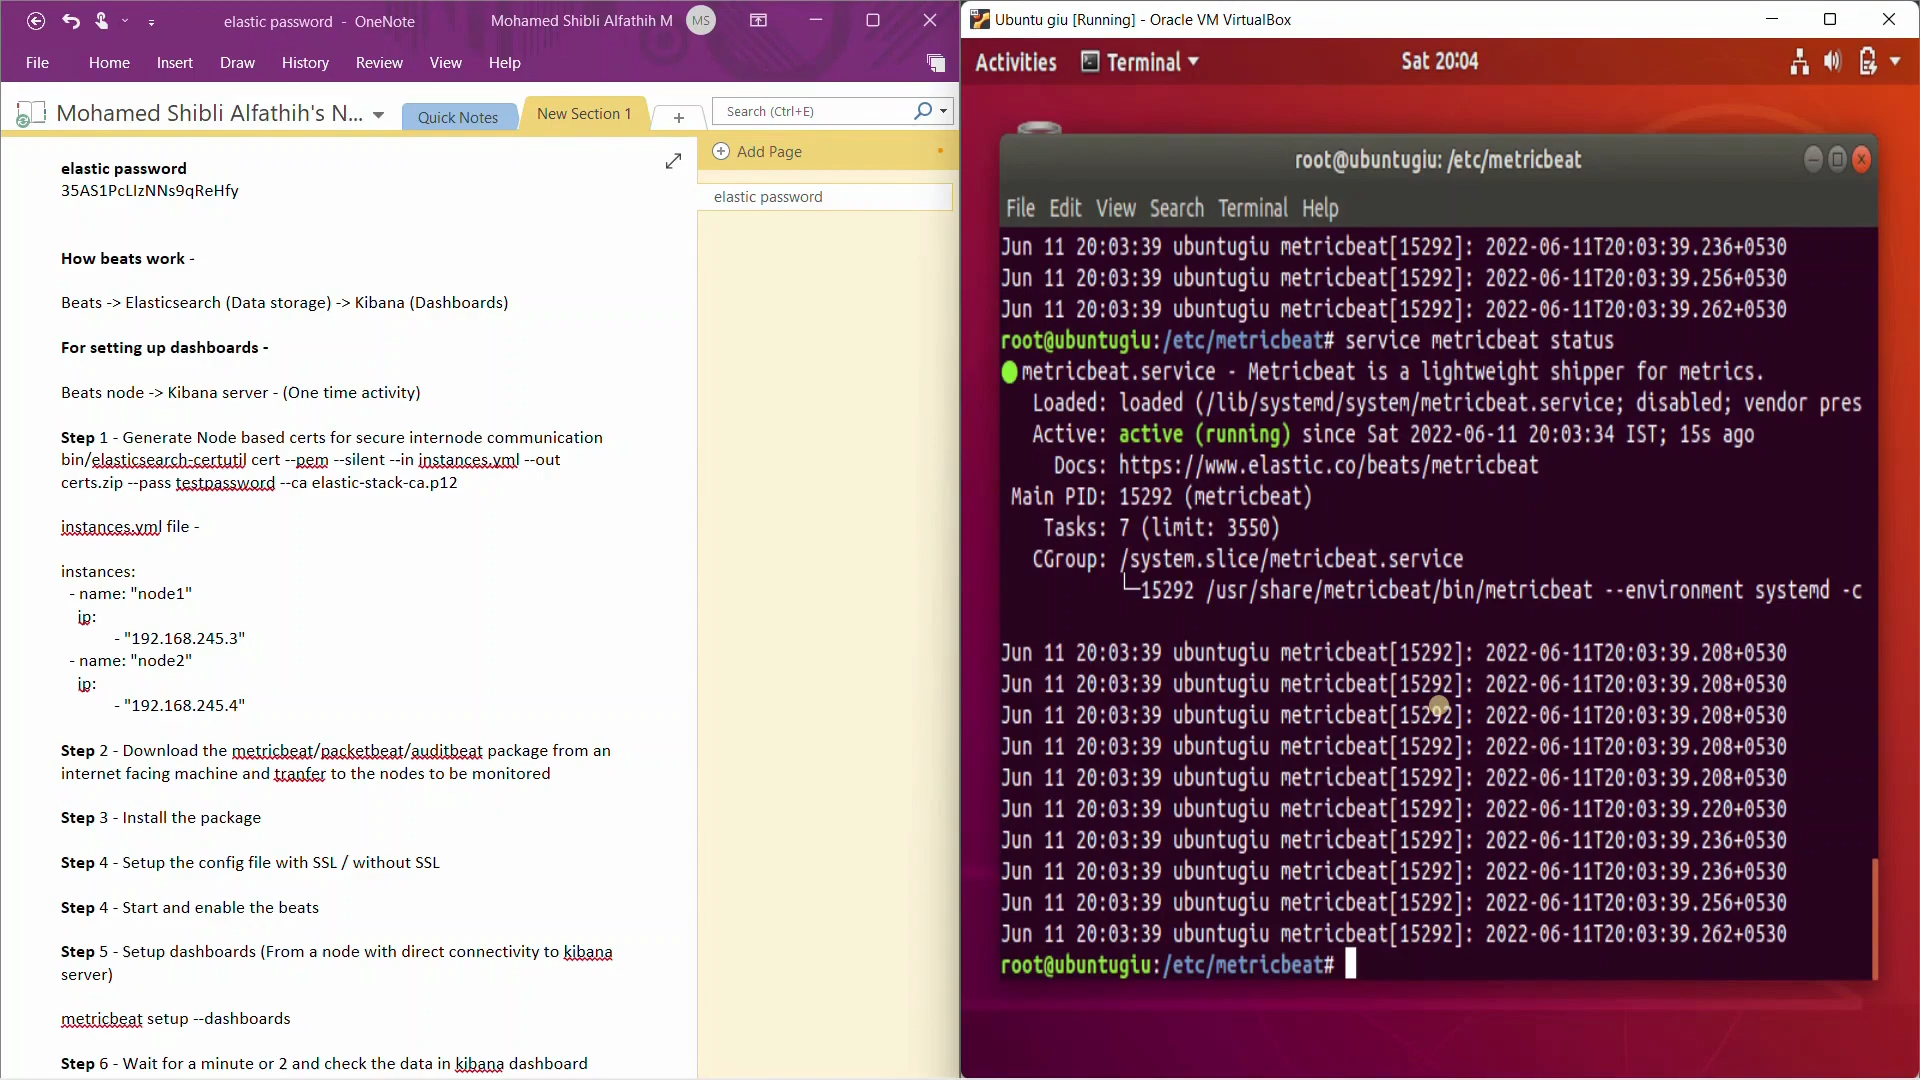 elastic password - OneNote
Mohamed Shibli Alfathih M
MS
File Home Insert Draw History Review View Help
Mohamed Shibli Alfathih's N...
Quick Notes
New Section 1
+
Search (Ctrl+E)
Add Page
elastic password
elastic password
35AS1PcLIzNNs9qReHfy
How beats work -
Beats -> Elasticsearch (Data storage) -> Kibana (Dashboards)
For setting up dashboards -
Beats node -> Kibana server - (One time activity)
Step 1 - Generate Node based certs for secure internode communication
bin/elasticsearch-certutil cert --pem --silent --in instances.yml --out
certs.zip --pass testpassword --ca elastic-stack-ca.p12
instances.yml file -
instances:
- name: "node1"
ip:
- "192.168.245.3"
- name: "node2"
ip:
- "192.168.245.4"
Step 2 - Download the metricbeat/packetbeat/auditbeat package from an
internet facing machine and tranfer to the nodes to be monitored
Step 3 - Install the package
Step 4 - Setup the config file with SSL / without SSL
Step 4 - Start and enable the beats
Step 5 - Setup dashboards (From a node with direct connectivity to kibana
server)
metricbeat setup --dashboards
Step 6 - Wait for a minute or 2 and check the data in kibana dashboard
Ubuntu giu [Running] - Oracle VM VirtualBox
Activities Terminal Sat 20:04
root@ubuntugiu: /etc/metricbeat
File Edit View Search Terminal Help
Jun 11 20:03:39 ubuntugiu metricbeat[15292]: 2022-06-11T20:03:39.236+0530
Jun 11 20:03:39 ubuntugiu metricbeat[15292]: 2022-06-11T20:03:39.256+0530
Jun 11 20:03:39 ubuntugiu metricbeat[15292]: 2022-06-11T20:03:39.262+0530
root@ubuntugiu:/etc/metricbeat# service metricbeat status
metricbeat.service - Metricbeat is a lightweight shipper for metrics.
Loaded: loaded (/lib/systemd/system/metricbeat.service; disabled; vendor pres
Active: active (running) since Sat 2022-06-11 20:03:34 IST; 15s ago
Docs: https://www.elastic.co/beats/metricbeat
Main PID: 15292 (metricbeat)
Tasks: 7 (limit: 3550)
CGroup: /system.slice/metricbeat.service
└─15292 /usr/share/metricbeat/bin/metricbeat --environment systemd -c
Jun 11 20:03:39 ubuntugiu metricbeat[15292]: 2022-06-11T20:03:39.208+0530
Jun 11 20:03:39 ubuntugiu metricbeat[15292]: 2022-06-11T20:03:39.208+0530
Jun 11 20:03:39 ubuntugiu metricbeat[15292]: 2022-06-11T20:03:39.208+0530
Jun 11 20:03:39 ubuntugiu metricbeat[15292]: 2022-06-11T20:03:39.208+0530
Jun 11 20:03:39 ubuntugiu metricbeat[15292]: 2022-06-11T20:03:39.208+0530
Jun 11 20:03:39 ubuntugiu metricbeat[15292]: 2022-06-11T20:03:39.220+0530
Jun 11 20:03:39 ubuntugiu metricbeat[15292]: 2022-06-11T20:03:39.236+0530
Jun 11 20:03:39 ubuntugiu metricbeat[15292]: 2022-06-11T20:03:39.236+0530
Jun 11 20:03:39 ubuntugiu metricbeat[15292]: 2022-06-11T20:03:39.256+0530
Jun 11 20:03:39 ubuntugiu metricbeat[15292]: 2022-06-11T20:03:39.262+0530
root@ubuntugiu:/etc/metricbeat#